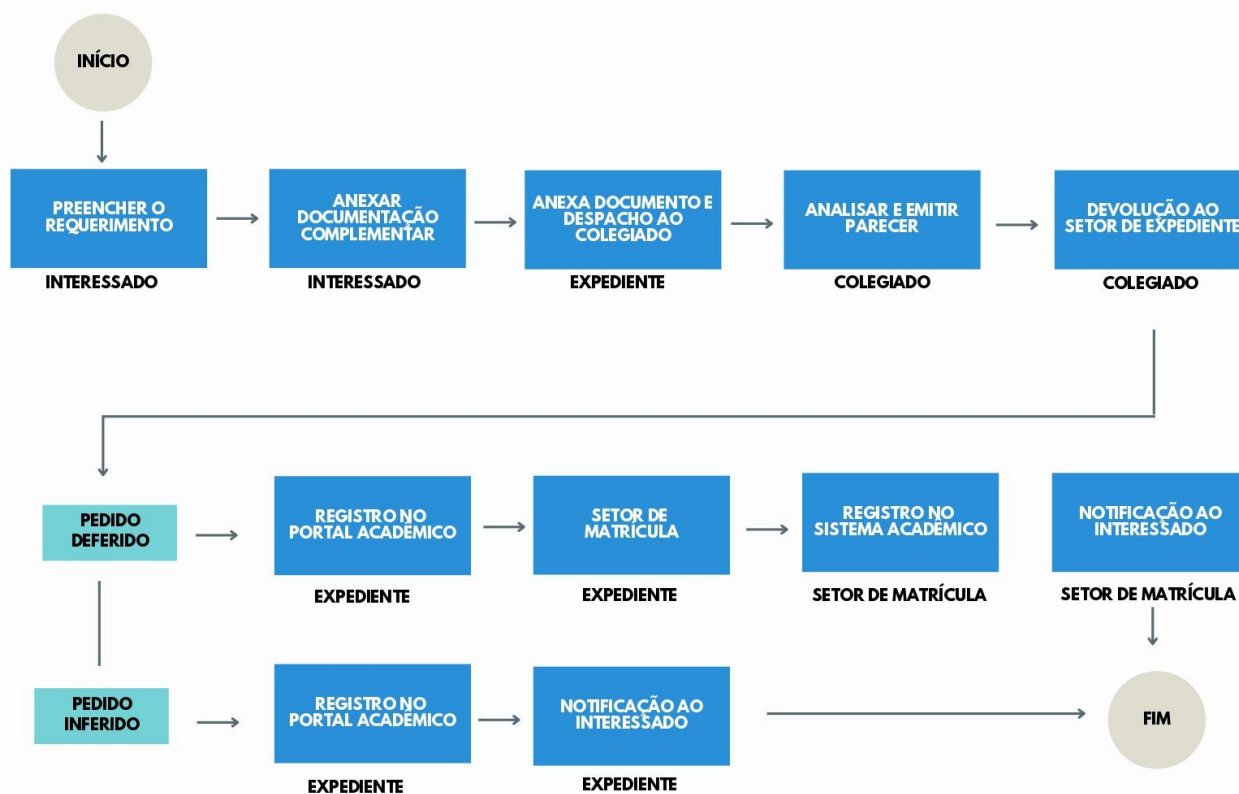 INÍCIO
PREENCHER O
REQUERIMENTO
INTERESSADO
ANEXAR
DOCUMENTAÇÃO
COMPLEMENTAR
INTERESSADO
ANEXA DOCUMENTO E
DESPACHO AO
COLEGIADO
EXPEDIENTE
ANALISAR E EMITIR
PARECER
COLEGIADO
DEVOLUÇÃO AO
SETOR DE EXPEDIENTE
COLEGIADO
PEDIDO
DEFERIDO
REGISTRO NO
PORTAL ACADÊMICO
EXPEDIENTE
SETOR DE
MATRÍCULA
EXPEDIENTE
REGISTRO NO
SISTEMA ACADÊMICO
SETOR DE MATRÍCULA
NOTIFICAÇÃO AO
INTERESSADO
SETOR DE MATRÍCULA
PEDIDO
INFERIDO
REGISTRO NO
PORTAL ACADÊMICO
EXPEDIENTE
NOTIFICAÇÃO AO
INTERESSADO
EXPEDIENTE
FIM